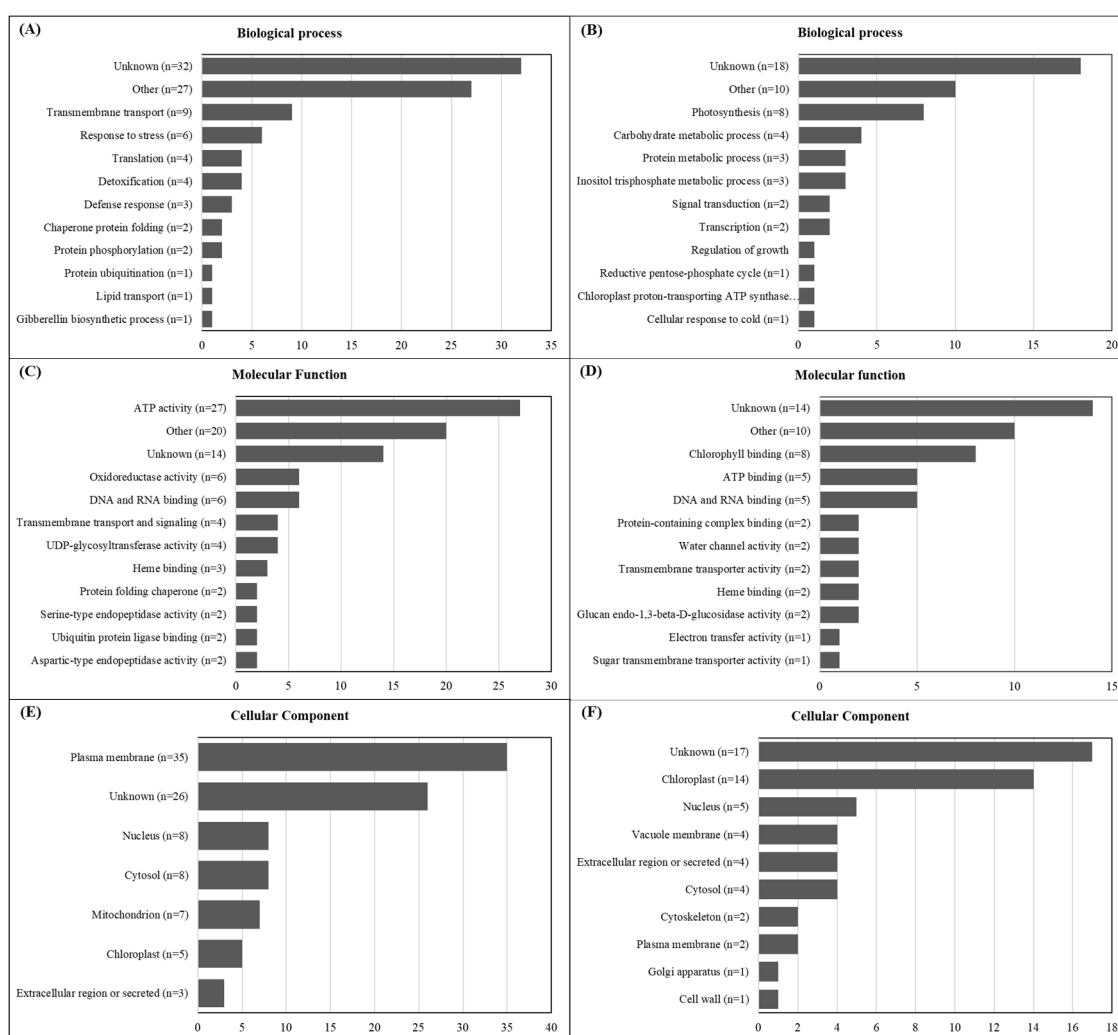 (A)
Biological process
Unknown (n=32)
Other (n=27)
Transmembrane transport (n=9)
Response to stress (n=6)
Translation (n=4)
Detoxification (n=4)
Defense response (n=3)
Chaperone protein folding (n=2)
Protein phosphorylation (n=2)
Protein ubiquitination (n=1)
Lipid transport (n=1)
Gibberellin biosynthetic process (n=1)
0 5 10 15 20 25 30 35
(B)
Biological process
Unknown (n=18)
Other (n=10)
Photosynthesis (n=8)
Carbohydrate metabolic process (n=4)
Protein metabolic process (n=3)
Inositol trisphosphate metabolic process (n=3)
Signal transduction (n=2)
Transcription (n=2)
Regulation of growth
Reductive pentose-phosphate cycle (n=1)
Chloroplast proton-transporting ATP synthase…
Cellular response to cold (n=1)
0 5 10 15 20
(C)
Molecular Function
ATP activity (n=27)
Other (n=20)
Unknown (n=14)
Oxidoreductase activity (n=6)
DNA and RNA binding (n=6)
Transmembrane transport and signaling (n=4)
UDP-glycosyltransferase activity (n=4)
Heme binding (n=3)
Protein folding chaperone (n=2)
Serine-type endopeptidase activity (n=2)
Ubiquitin protein ligase binding (n=2)
Aspartic-type endopeptidase activity (n=2)
0 5 10 15 20 25 30
(D)
Molecular function
Unknown (n=14)
Other (n=10)
Chlorophyll binding (n=8)
ATP binding (n=5)
DNA and RNA binding (n=5)
Protein-containing complex binding (n=2)
Water channel activity (n=2)
Transmembrane transporter activity (n=2)
Heme binding (n=2)
Glucan endo-1,3-beta-D-glucosidase activity (n=2)
Electron transfer activity (n=1)
Sugar transmembrane transporter activity (n=1)
0 5 10 15
(E)
Cellular Component
Plasma membrane (n=35)
Unknown (n=26)
Nucleus (n=8)
Cytosol (n=8)
Mitochondrion (n=7)
Chloroplast (n=5)
Extracellular region or secreted (n=3)
0 5 10 15 20 25 30 35 40
(F)
Cellular Component
Unknown (n=17)
Chloroplast (n=14)
Nucleus (n=5)
Vacuole membrane (n=4)
Extracellular region or secreted (n=4)
Cytosol (n=4)
Cytoskeleton (n=2)
Plasma membrane (n=2)
Golgi apparatus (n=1)
Cell wall (n=1)
0 2 4 6 8 10 12 14 16 18